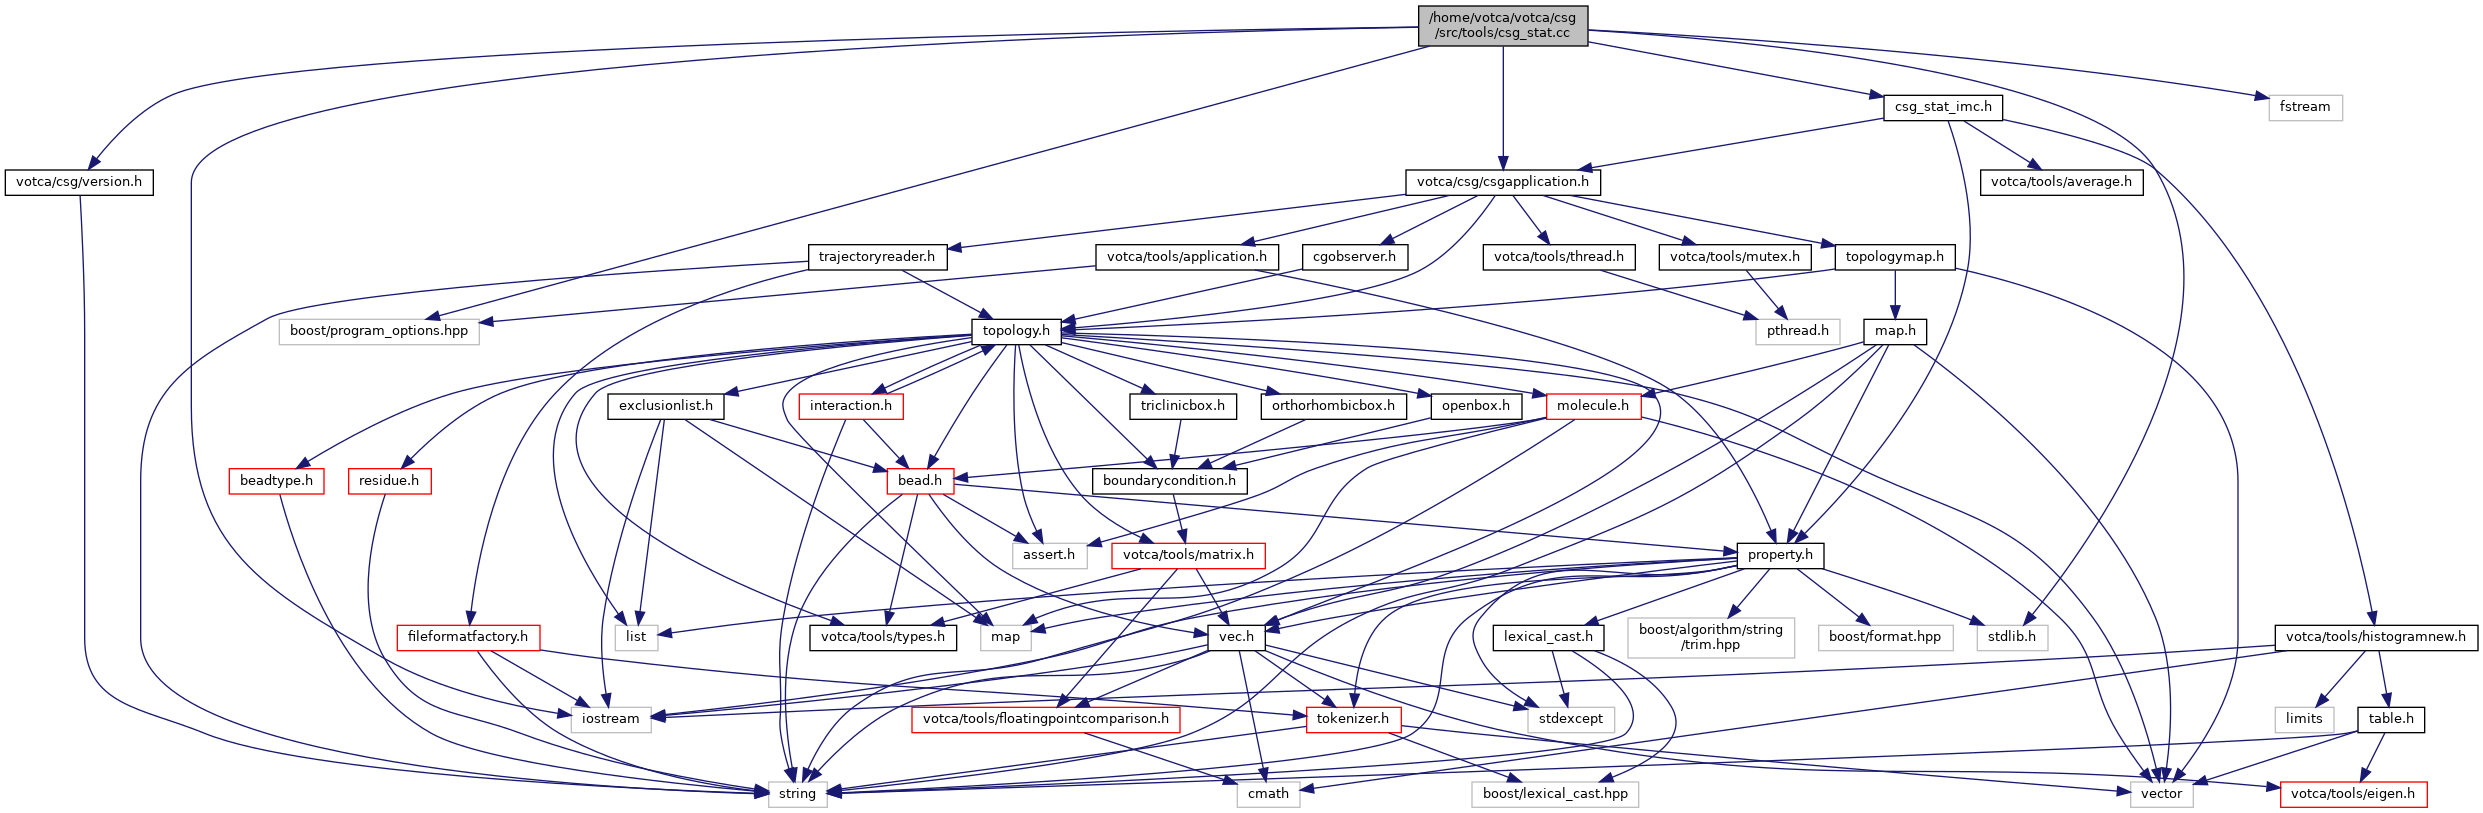 /home/votca/votca/csg
/src/tools/csg_stat.cc
csg_stat_imc.h
fstream
votca/csg/version.h
votca/csg/csgapplication.h
votca/tools/average.h
trajectoryreader.h
votca/tools/application.h
cgobserver.h
votca/tools/thread.h
votca/tools/mutex.h
topologymap.h
boost/program_options.hpp
topology.h
pthread.h
map.h
exclusionlist.h
interaction.h
triclinicbox.h
orthorhombicbox.h
openbox.h
molecule.h
beadtype.h
residue.h
bead.h
boundarycondition.h
assert.h
votca/tools/matrix.h
property.h
fileformatfactory.h
list
votca/tools/types.h
map
vec.h
lexical_cast.h
boost/algorithm/string
/trim.hpp
boost/format.hpp
stdlib.h
votca/tools/histogramnew.h
iostream
votca/tools/floatingpointcomparison.h
tokenizer.h
stdexcept
limits
table.h
string
cmath
boost/lexical_cast.hpp
vector
votca/tools/eigen.h